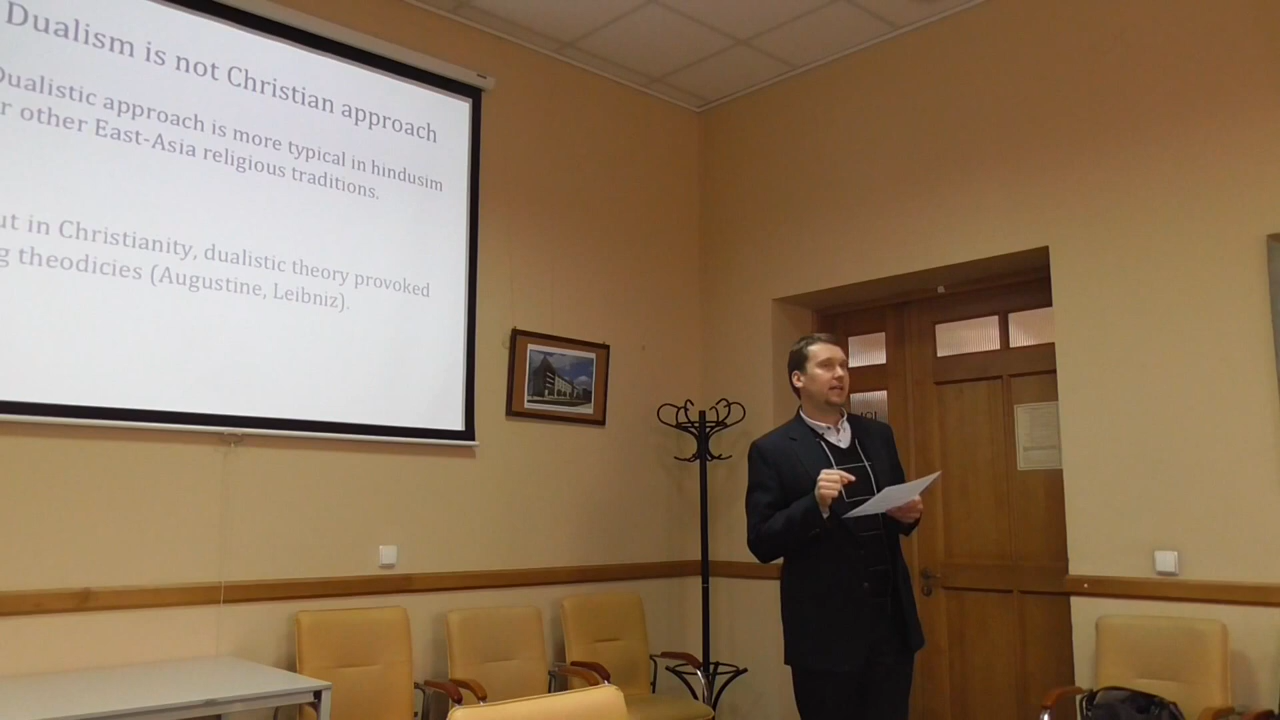 Dualism is not Christian approach
Dualistic approach is more typical in hindusim
r other East-Asia religious traditions.
ut in Christianity, dualistic theory provoked
g theodicies (Augustine, Leibniz).